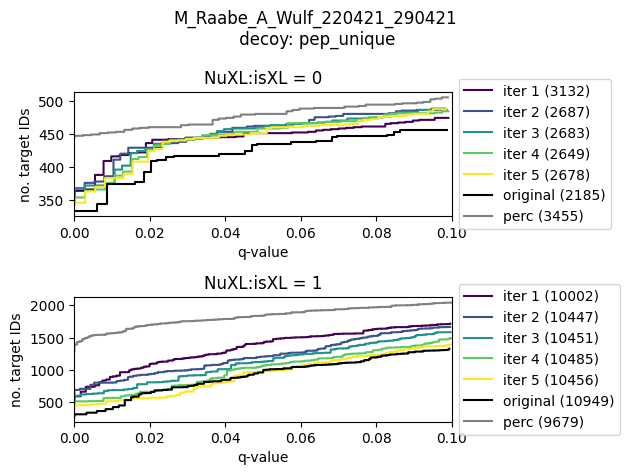 M_Raabe_A_Wulf_220421_290421
decoy: pep_unique
NuXL:isXL = 0
no. target IDs
500
450
400
350
0.00 0.02 0.04 0.06 0.08 0.10
q-value
iter 1 (3132)
iter 2 (2687)
iter 3 (2683)
iter 4 (2649)
iter 5 (2678)
original (2185)
perc (3455)
NuXL:isXL = 1
no. target IDs
2000
1500
1000
500
0.00 0.02 0.04 0.06 0.08 0.10
q-value
iter 1 (10002)
iter 2 (10447)
iter 3 (10451)
iter 4 (10485)
iter 5 (10456)
original (10949)
perc (9679)